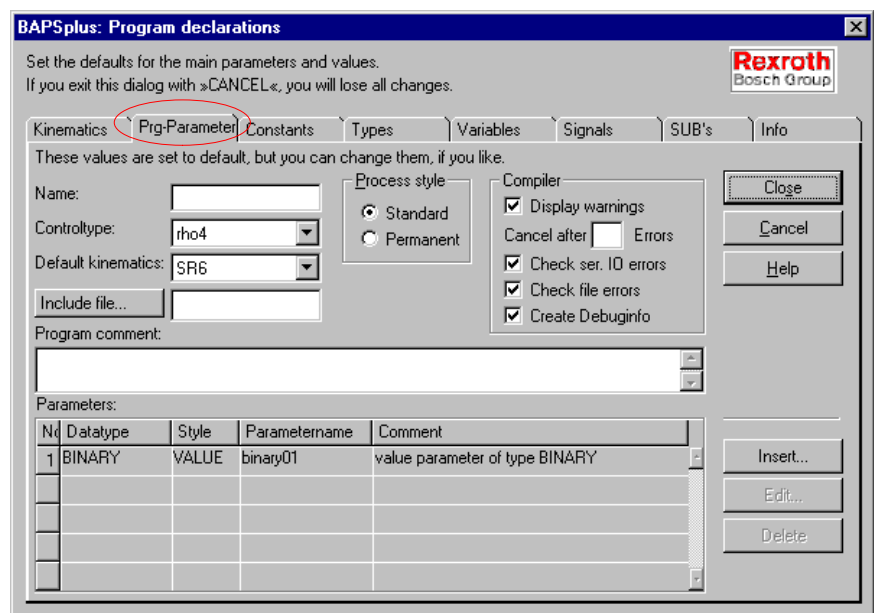 BAPSplus: Program declarations
Set the defaults for the main parameters and values.
If you exit this dialog with »CANCEL«, you will lose all changes.
Rexroth
Bosch Group
Kinematics Prg-Parameter Constants Types Variables Signals SUB's Info
These values are set to default, but you can change them, if you like.
Name:
Controltype: rho4
Default kinematics: SR6
Include file...
Process style
Standard
Permanent
Compiler
Display warnings
Cancel after Errors
Check ser. IO errors
Check file errors
Create Debuginfo
Close
Cancel
Help
Program comment:
Parameters:
No Datatype Style Parametername Comment
1 BINARY VALUE binary01 value parameter of type BINARY
Insert...
Edit...
Delete